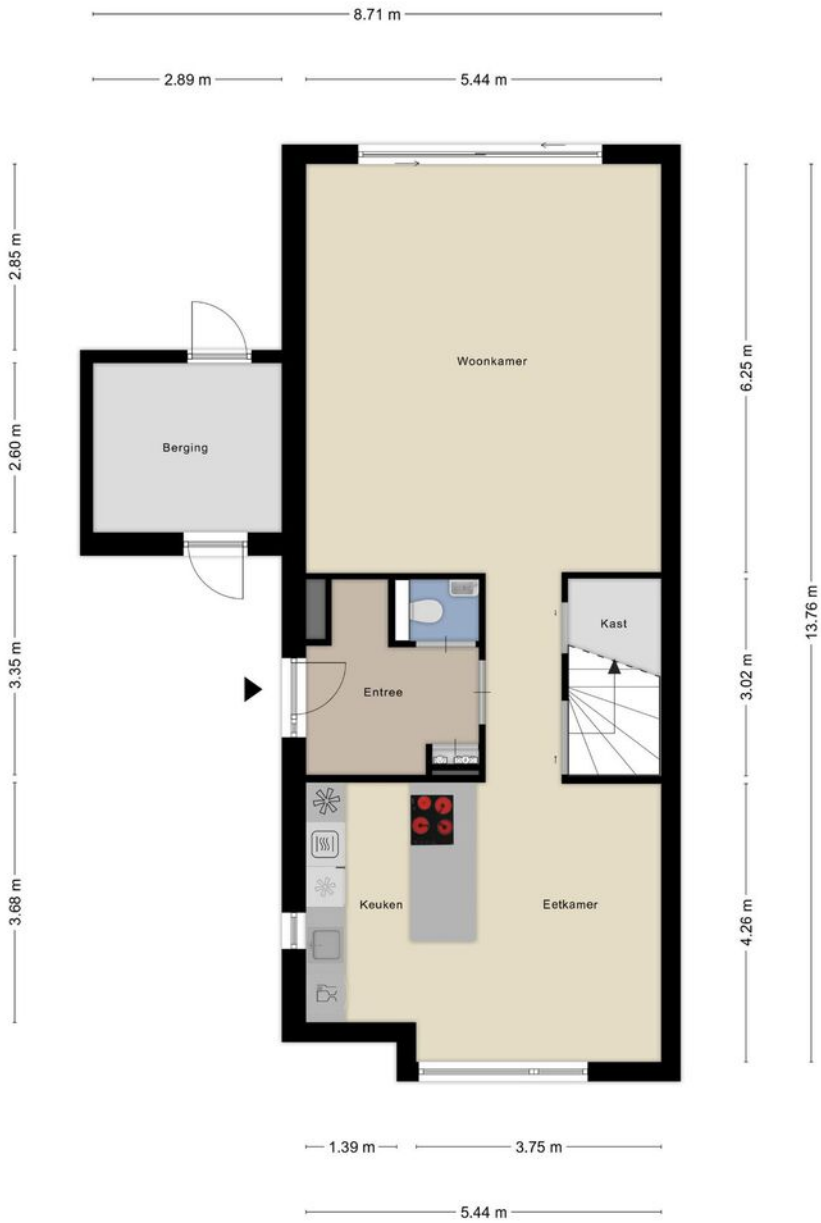 8.71 m
2.89 m
5.44 m
2.85 m
6.25 m
Woonkamer
2.60 m
Berging
13.76 m
Kast
3.35 m
3.02 m
Entree
3.68 m
Keuken
Eetkamer
4.26 m
1.39 m
3.75 m
5.44 m